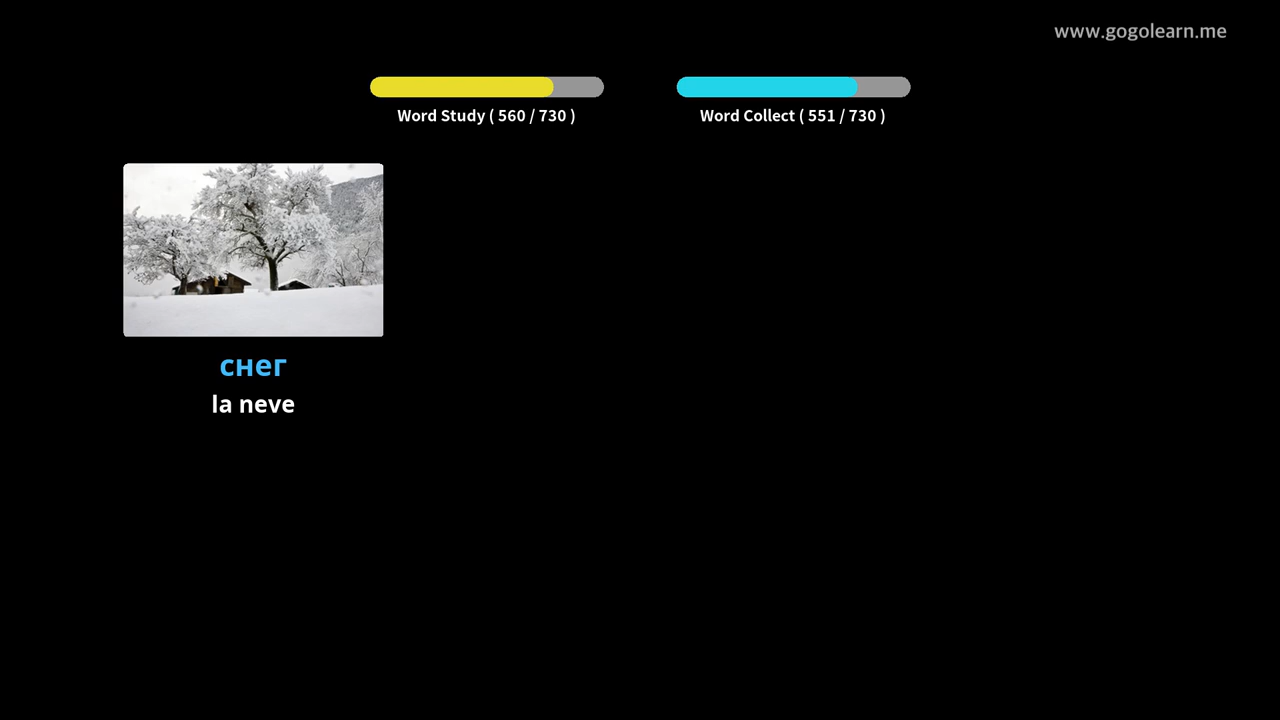 www.gogolearn.me
Word Study ( 560 / 730 )
Word Collect ( 551 / 730 )
снег
la neve